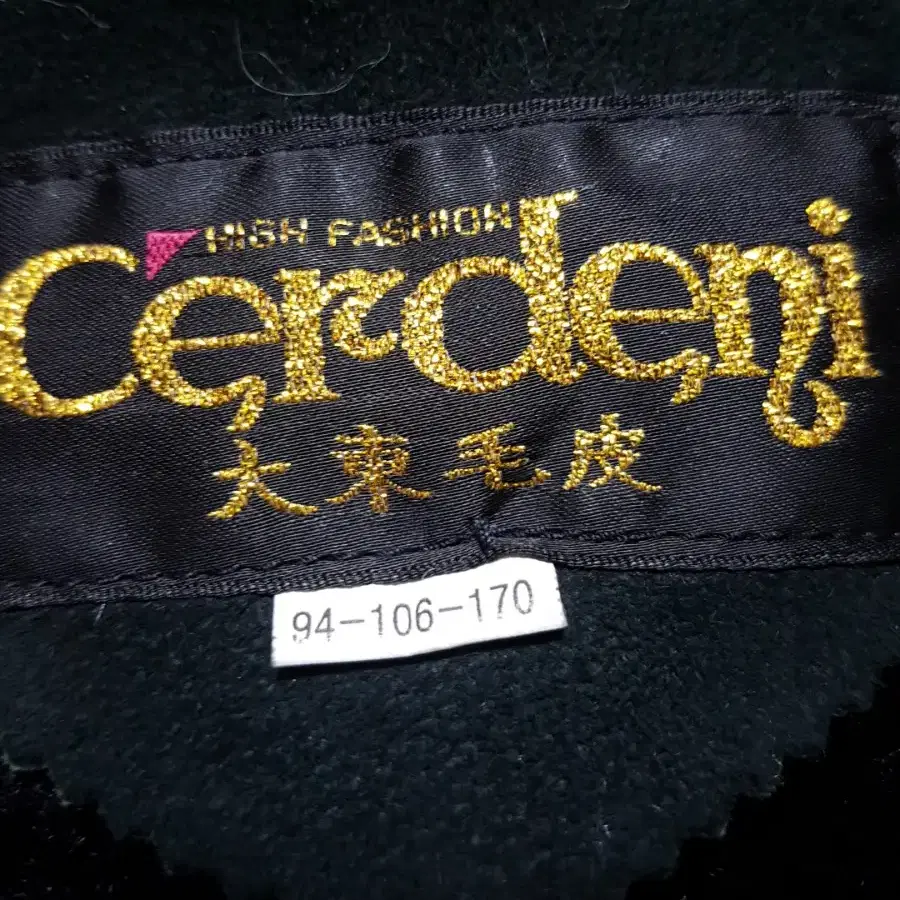 HIGH FASHION
Cerdeni
大東毛皮
94-106-170